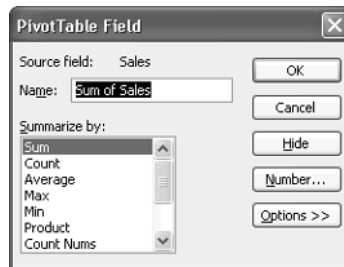 PivotTable Field
Source field: Sales
Name: Sum of Sales
Summarize by:
Sum
Count
Average
Max
Min
Product
Count Nums
OK
Cancel
Hide
Number...
Options >>